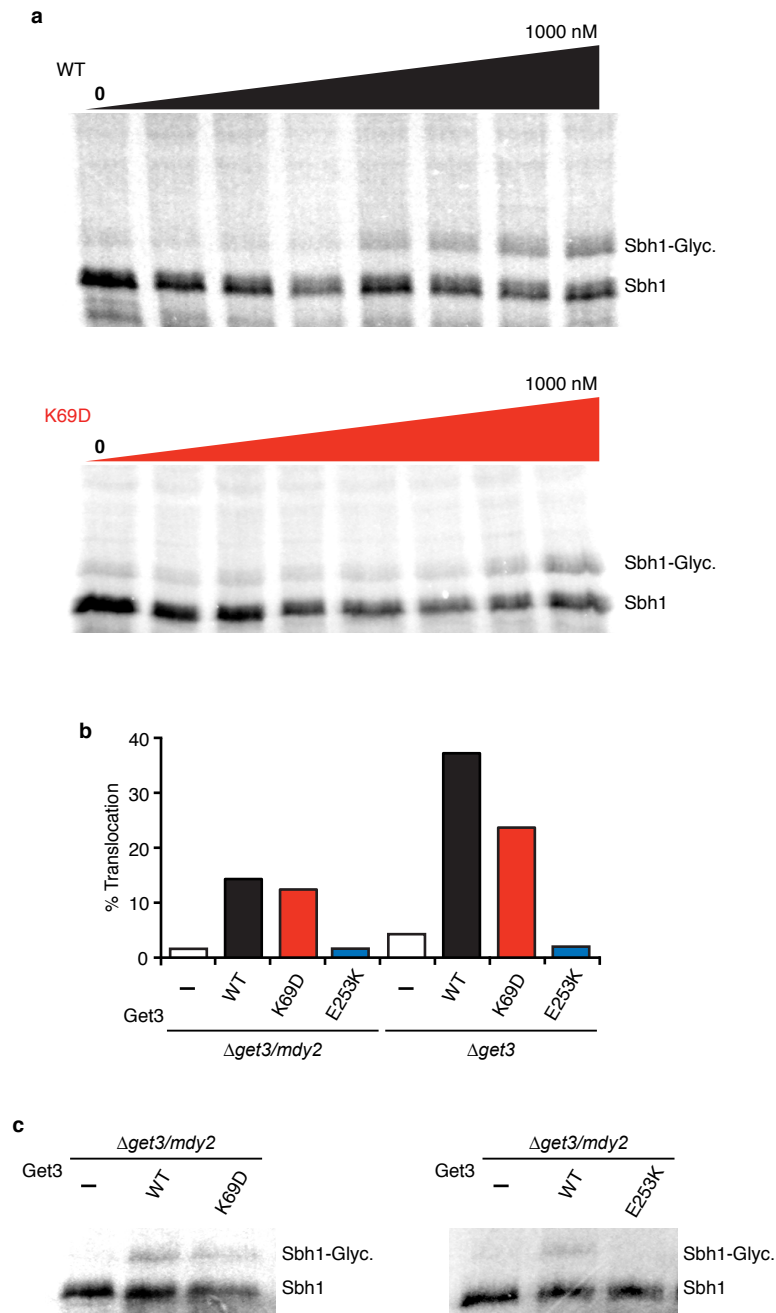 a
1000 nM
WT
0
Sbh1-Glyc.
Sbh1
1000 nM
K69D
0
Sbh1-Glyc.
Sbh1
b
40
30
20
10
0
% Translocation
– WT K69D E253K – WT K69D E253K
Get3
Δget3/mdy2 Δget3
c
Δget3/mdy2 Δget3/mdy2
Get3 – WT K69D Get3 – WT E253K
Sbh1-Glyc. Sbh1-Glyc.
Sbh1 Sbh1